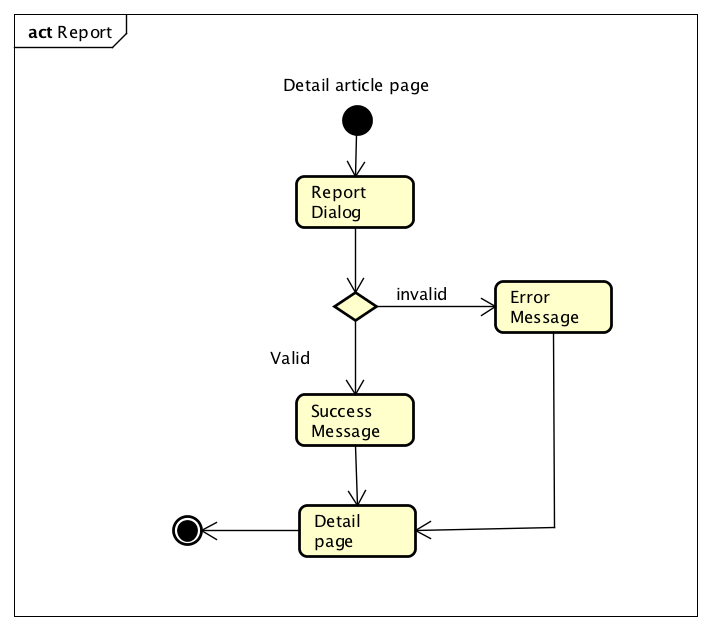 act Report
Detail article page
Report
Dialog
invalid
Error
Message
Valid
Success
Message
Detail
page